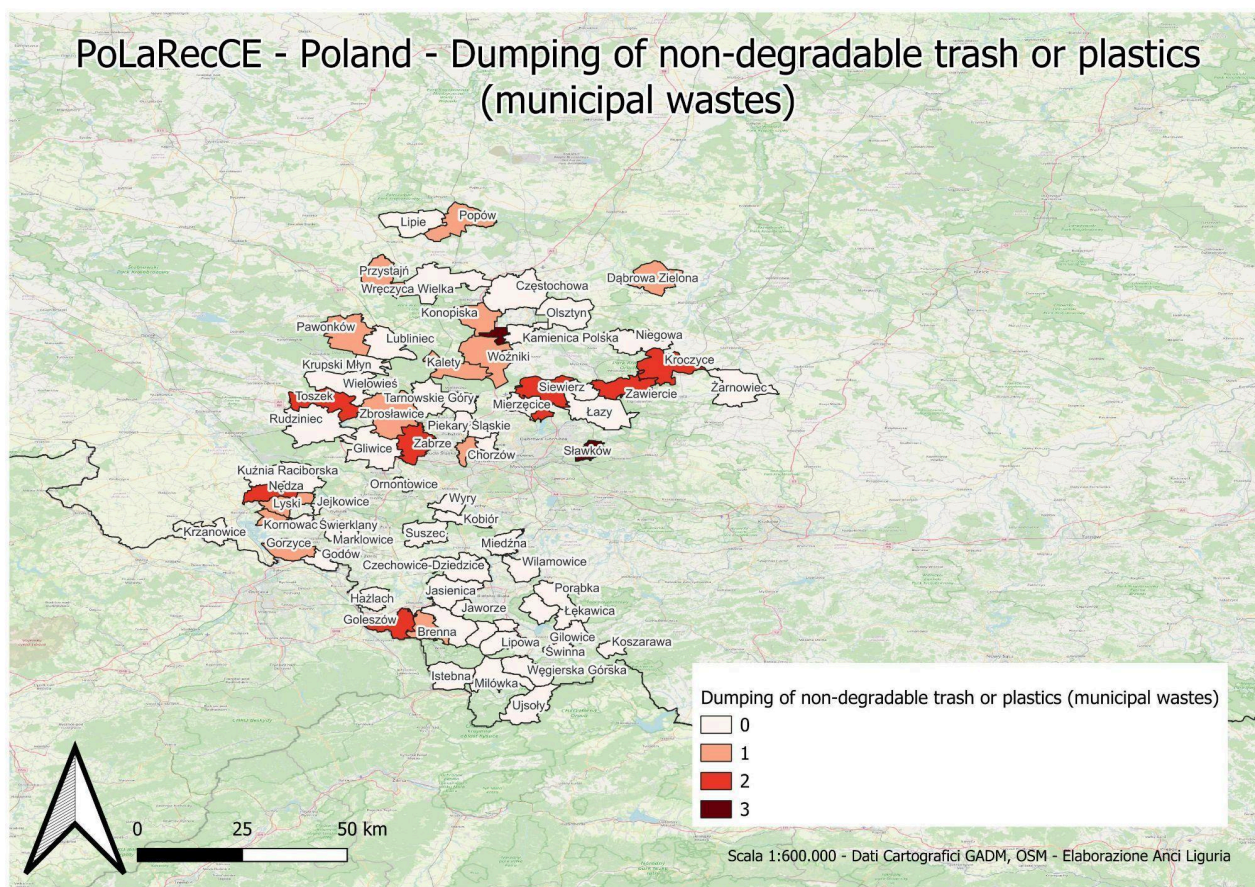 PoLaRecCE - Poland - Dumping of non-degradable trash or plastics
(municipal wastes)
Lipie
Popów
Przystajń
Wręczyca Wielka
Częstochowa
Dąbrowa Zielona
Konopiska
Olsztyn
Pawonków
Lubliniec
Kamienica Polska
Niegowa
Woźniki
Kalety
Kroczyce
Krupski Młyn
Wielowieś
Siewierz
Zawiercie
Żarnowiec
Toszek
Tarnowskie Góry
Mierzęcice
Łazy
Zbrosławice
Rudziniec
Piekary Śląskie
Gliwice
Zabrze
Chorzów
Sławków
Kuźnia Raciborska
Nędza
Ornontowice
Lyski
Jejkowice
Wyry
Kornowac
Świerklany
Kobiór
Krzanowice
Marklowice
Suszec
Gorzyce
Miedźna
Godów
Czechowice-Dziedzice
Wilamowice
Jasienica
Porąbka
Hażlach
Jaworze
Łękawica
Goleszów
Brenna
Gilowice
Lipowa
Koszarawa
Świnna
Istebna
Węgierska Górska
Milówka
Ujsoły
Dumping of non-degradable trash or plastics (municipal wastes)
0
1
2
3
0 25 50 km
Scala 1:600.000 - Dati Cartografici GADM, OSM - Elaborazione Anci Liguria